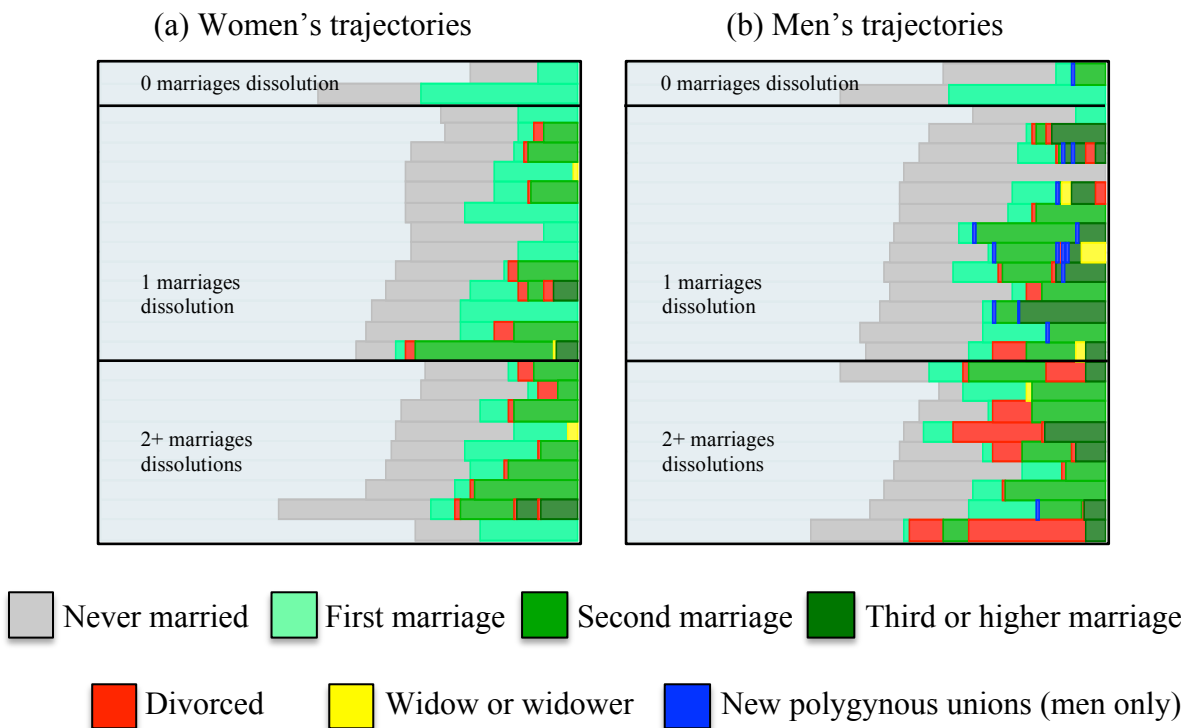 (a) Women’s trajectories
(b) Men’s trajectories
0 marriages dissolution
1 marriages
dissolution
2+ marriages
dissolutions
0 marriages dissolution
1 marriages
dissolution
2+ marriages
dissolutions
Never married
First marriage
Second marriage
Third or higher marriage
Divorced
Widow or widower
New polygynous unions (men only)